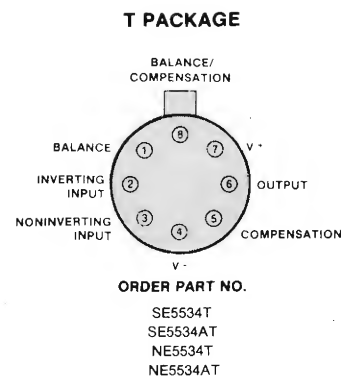 T PACKAGE
BALANCE/
COMPENSATION
8
BALANCE 1 7 V +
INVERTING
INPUT 2 6 OUTPUT
NONINVERTING
INPUT 3 5 COMPENSATION
4
V -
ORDER PART NO.
SE5534T
SE5534AT
NE5534T
NE5534AT